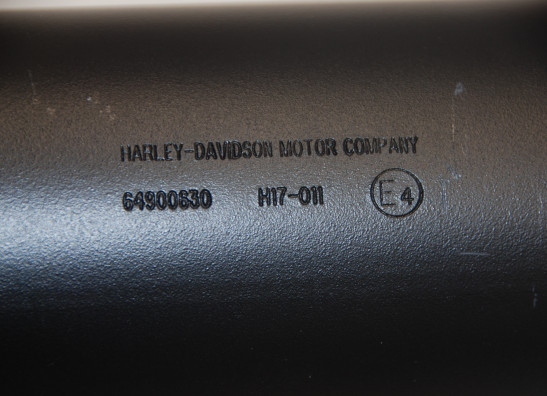 HARLEY-DAVIDSON MOTOR COMPANY
64900630 H17-011 E4